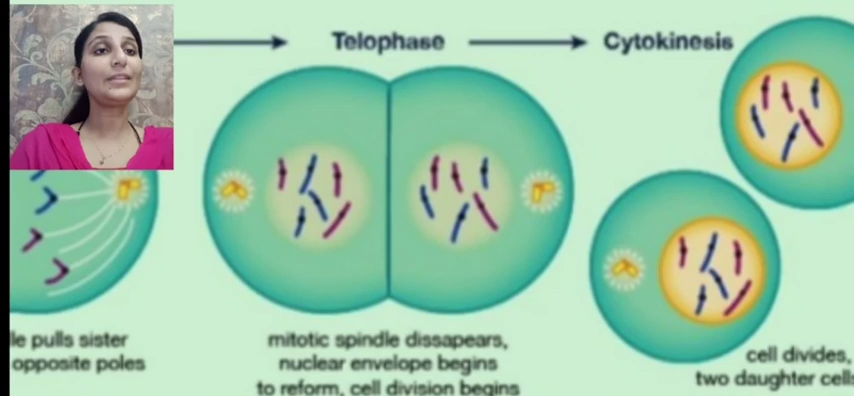 Telophase
Cytokinesis
le pulls sister
opposite poles
mitotic spindle dissapears,
nuclear envelope begins
to reform, cell division begins
cell divides,
two daughter cells